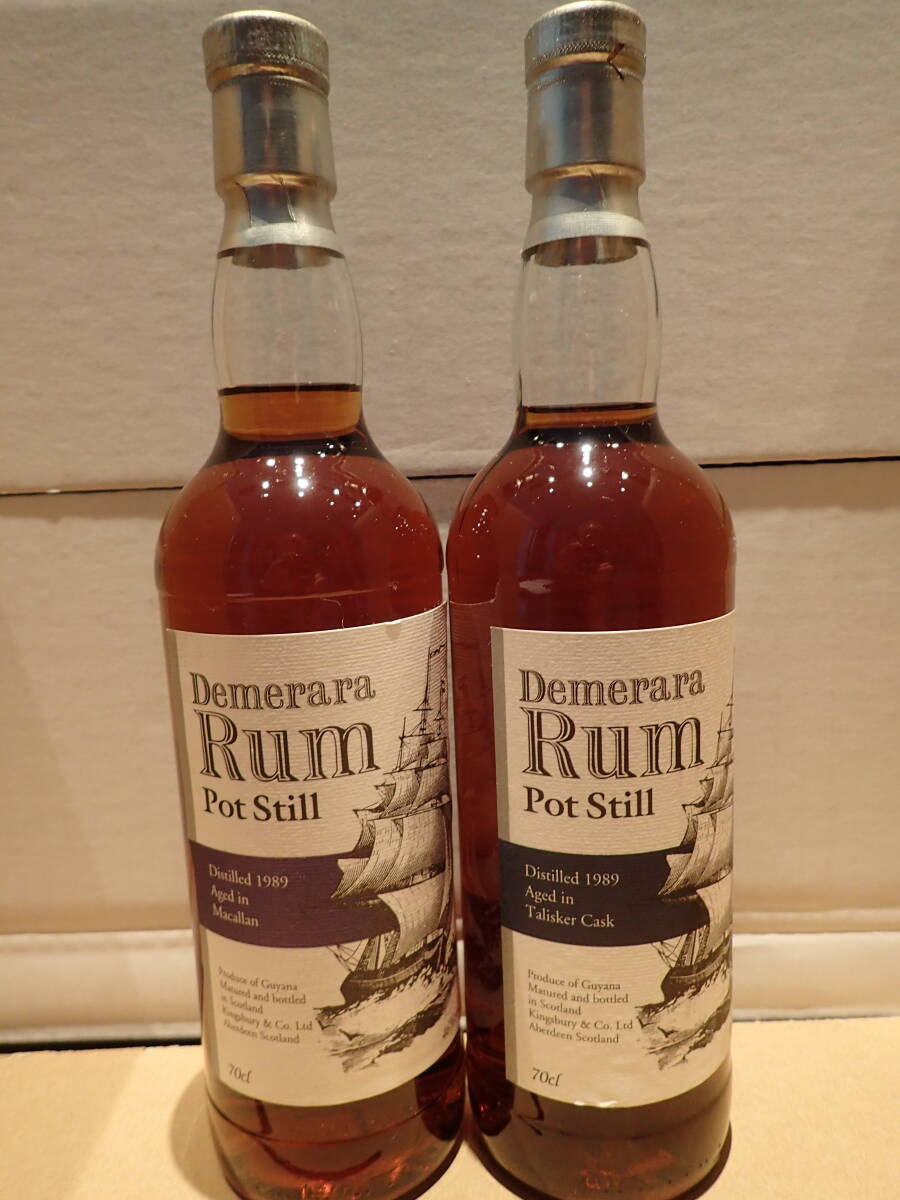 Demerara
Rum
Pot Still
Distilled 1989
Aged in
Macallan
Produce of Guyana
Matured and bottled
in Scotland
Kingsbury & Co. Ltd
Aberdeen Scotland
70cl
Demerara
Rum
Pot Still
Distilled 1989
Aged in
Talisker Cask
Produce of Guyana
Matured and bottled
in Scotland
Kingsbury & Co. Ltd
Aberdeen Scotland
70cl